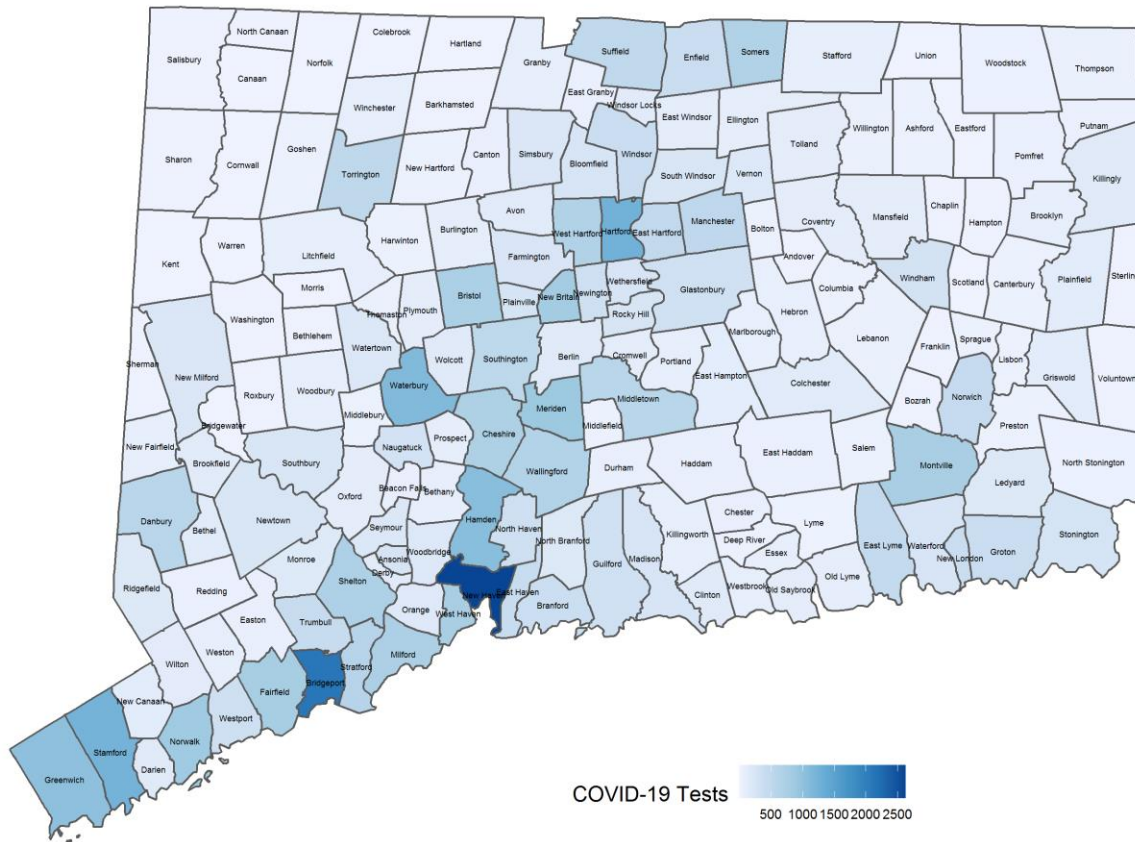 North Canaan
Colebrook
Hartland
Salisbury
Norfolk
Canaan
Granby
Suffield
Enfield
Somers
Stafford
Union
Woodstock
Thompson
East Granby
Windsor Locks
Winchester
Barkhamsted
East Windsor
Ellington
Putnam
Sharon
Cornwall
Goshen
Torrington
New Hartford
Canton
Simsbury
Bloomfield
Windsor
South Windsor
Vernon
Tolland
Willington
Ashford
Eastford
Pomfret
Killingly
Avon
West Hartford
Hartford
East Hartford
Manchester
Bolton
Coventry
Mansfield
Chaplin
Hampton
Brooklyn
Kent
Warren
Litchfield
Harwinton
Burlington
Farmington
Andover
Windham
Scotland
Canterbury
Plainfield
Sterlin
Morris
Bristol
Plainville
New Britain
Newington
Wethersfield
Glastonbury
Columbia
Hebron
Washington
Bethlehem
Thomaston
Plymouth
Rocky Hill
Marlborough
Lebanon
Franklin
Sprague
Lisbon
Sherman
New Milford
Roxbury
Woodbury
Watertown
Waterbury
Wolcott
Southington
Berlin
Cromwell
Portland
East Hampton
Colchester
Bozrah
Norwich
Griswold
Voluntown
Bridgewater
Middlebury
Meriden
Middlefield
Middletown
Preston
New Fairfield
Brookfield
Southbury
Naugatuck
Prospect
Cheshire
Wallingford
Durham
Haddam
East Haddam
Salem
Montville
North Stonington
Danbury
Bethel
Newtown
Oxford
Beacon Falls
Bethany
Hamden
North Haven
Ledyard
Seymour
Woodbridge
North Branford
Guilford
Madison
Killingworth
Chester
Deep River
Essex
Lyme
East Lyme
Waterford
New London
Groton
Stonington
Ridgefield
Redding
Monroe
Shelton
Ansonia
Derby
Orange
West Haven
New Haven
East Haven
Branford
Clinton
Westbrook
Old Saybrook
Old Lyme
Easton
Trumbull
Milford
Stratford
Wilton
Weston
Bridgeport
Fairfield
New Canaan
Norwalk
Westport
Greenwich
Stamford
Darien
COVID-19 Tests
500 1000 1500 2000 2500